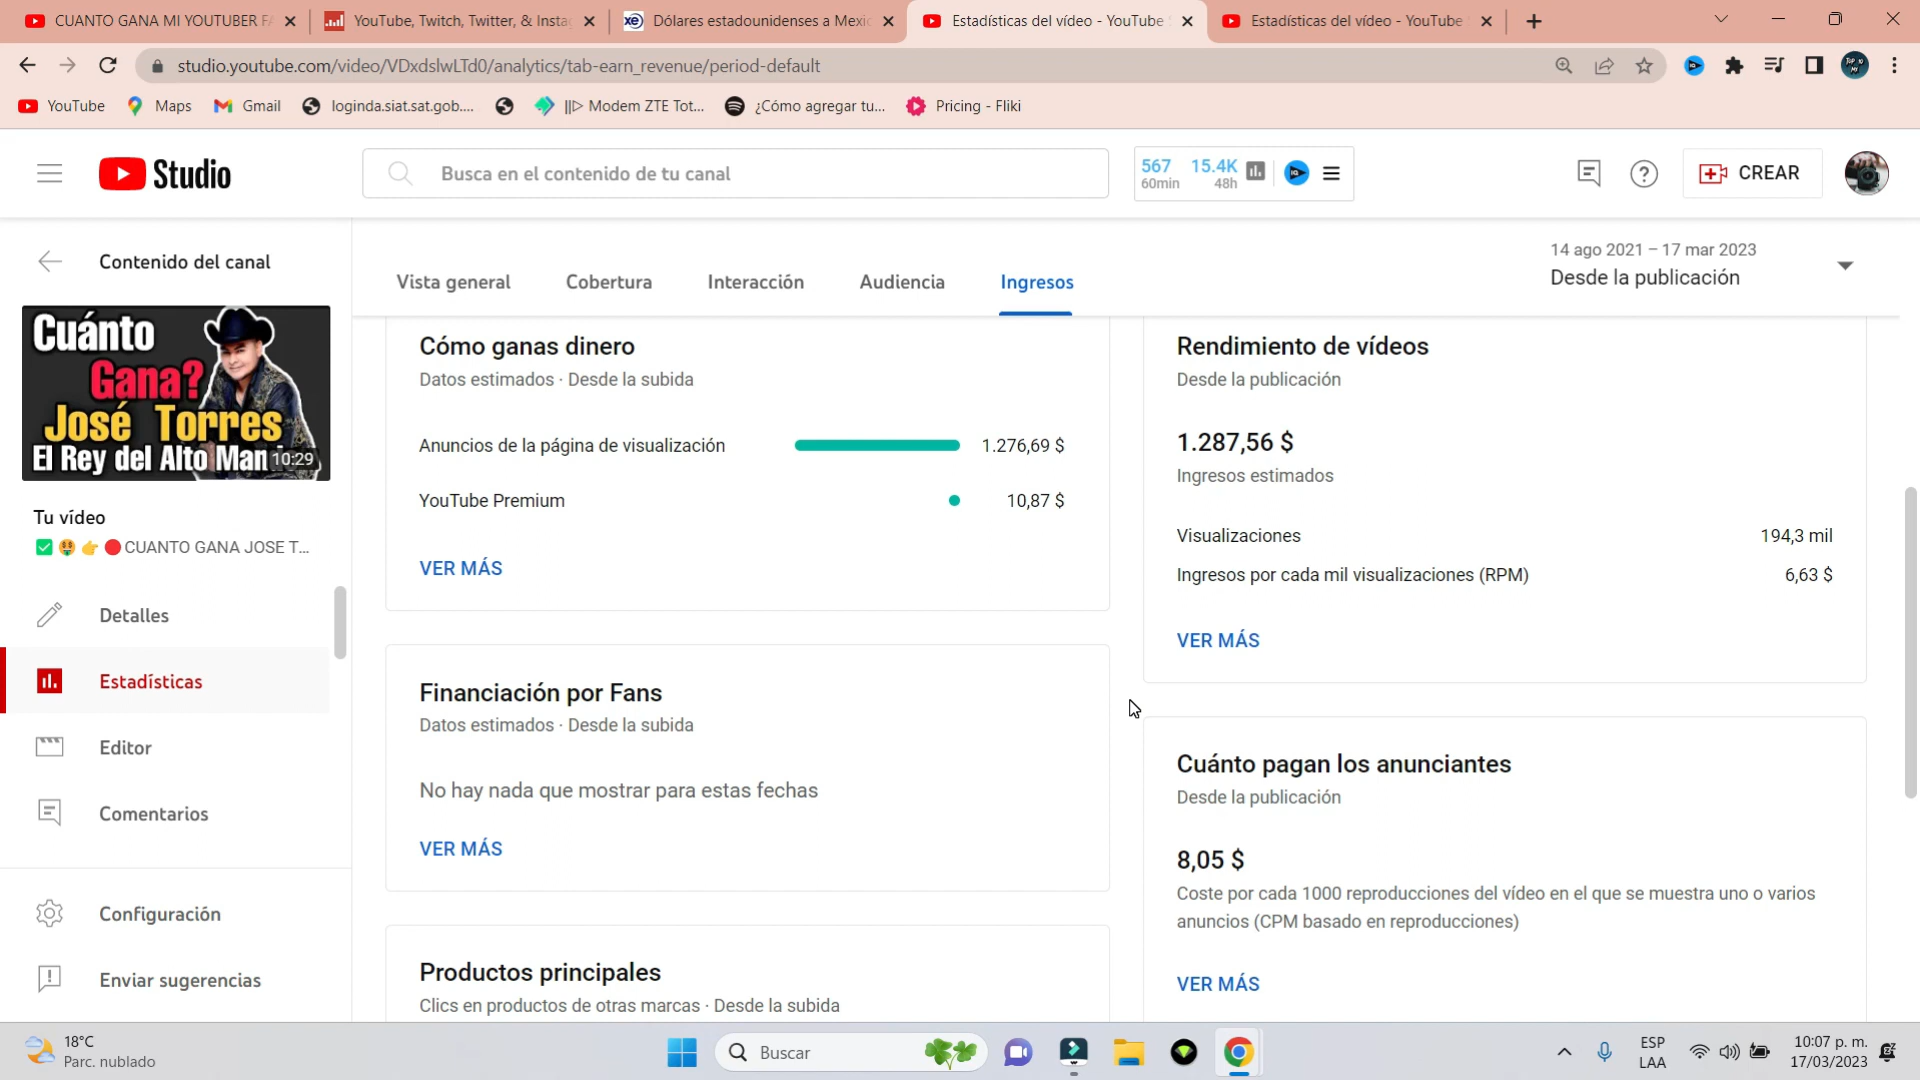 CUANTO GANA MI YOUTUBER FA
YouTube, Twitch, Twitter, & Insta
Dólares estadounidenses a Mexic
Estadísticas del vídeo - YouTube S
Estadísticas del vídeo - YouTube S
studio.youtube.com/video/VDxdslwLTd0/analytics/tab-earn_revenue/period-default
YouTube
Maps
Gmail
loginda.siat.sat.gob....
||▷ Modem ZTE Tot...
¿Cómo agregar tu...
Pricing - Fliki
Studio
Busca en el contenido de tu canal
567
60min
15.4K
48h
CREAR
Contenido del canal
Vista general
Cobertura
Interacción
Audiencia
Ingresos
14 ago 2021 – 17 mar 2023
Desde la publicación
Cuánto
Gana?
José Torres
El Rey del Alto Man
10:29
Tu vídeo
CUANTO GANA JOSE T...
Detalles
Estadísticas
Editor
Comentarios
Configuración
Enviar sugerencias
Cómo ganas dinero
Datos estimados · Desde la subida
Anuncios de la página de visualización 1.276,69 $
YouTube Premium 10,87 $
VER MÁS
Financiación por Fans
Datos estimados · Desde la subida
No hay nada que mostrar para estas fechas
VER MÁS
Productos principales
Clics en productos de otras marcas · Desde la subida
Rendimiento de vídeos
Desde la publicación
1.287,56 $
Ingresos estimados
Visualizaciones 194,3 mil
Ingresos por cada mil visualizaciones (RPM) 6,63 $
VER MÁS
Cuánto pagan los anunciantes
Desde la publicación
8,05 $
Coste por cada 1000 reproducciones del vídeo en el que se muestra uno o varios
anuncios (CPM basado en reproducciones)
VER MÁS
18°C
Parc. nublado
Buscar
ESP
LAA
10:07 p. m.
17/03/2023